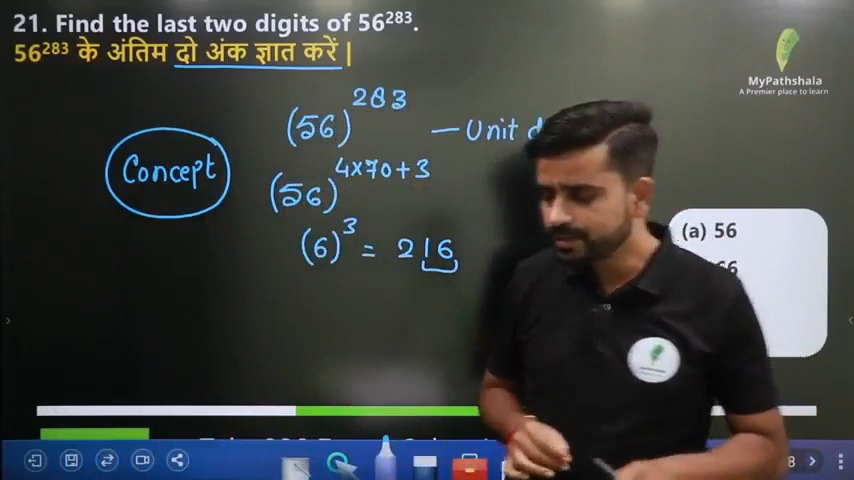 21. Find the last two digits of 56²⁸³.
56²⁸³ के अंतिम दो अंक ज्ञात करें |
MyPathshala
A Premier place to learn
(56)²⁸³ — Unit
Concept
(56)⁴ˣ⁷⁰⁺³
(6)³ = 216
(a) 56